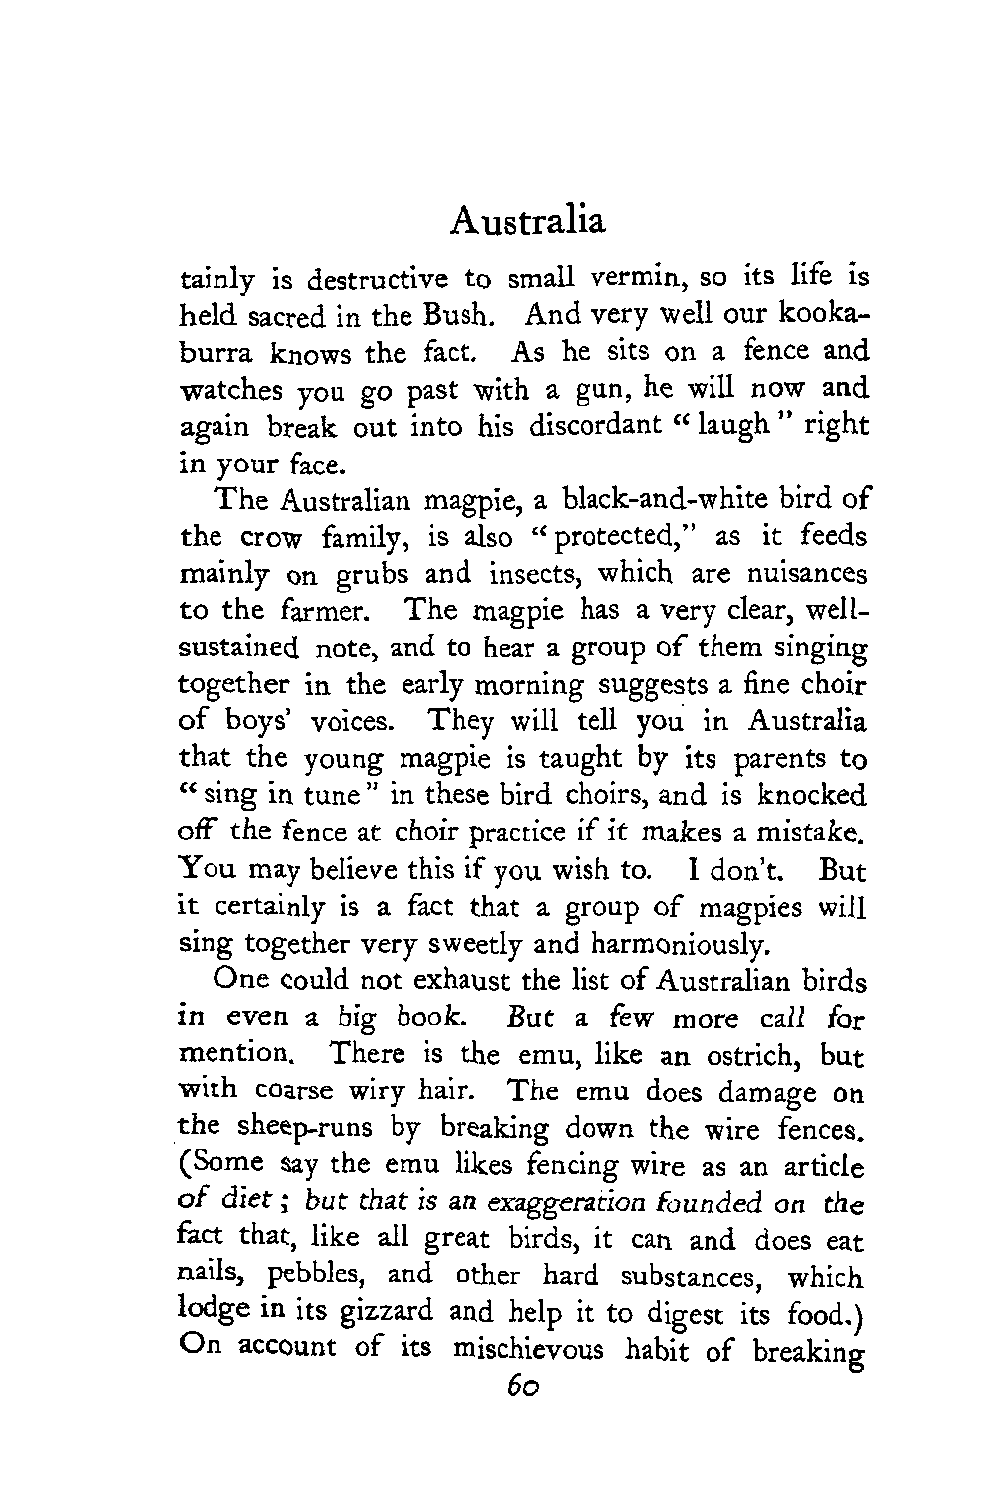 Australia
tainly is destructive to small vermin, so its life is
held sacred in the Bush. And very well our kooka-
burra knows the fact. As he sits on a fence and
watches you go past with a gun, he will now and
again break out into his discordant “ laugh ” right
in your face.
The Australian magpie, a black-and-white bird of
the crow family, is also “ protected,” as it feeds
mainly on grubs and insects, which are nuisances
to the farmer. The magpie has a very clear, well-
sustained note, and to hear a group of them singing
together in the early morning suggests a fine choir
of boys’ voices. They will tell you in Australia
that the young magpie is taught by its parents to
“ sing in tune ” in these bird choirs, and is knocked
off the fence at choir practice if it makes a mistake.
You may believe this if you wish to. I don’t. But
it certainly is a fact that a group of magpies will
sing together very sweetly and harmoniously.
One could not exhaust the list of Australian birds
in even a big book. But a few more call for
mention. There is the emu, like an ostrich, but
with coarse wiry hair. The emu does damage on
the sheep-runs by breaking down the wire fences.
(Some say the emu likes fencing wire as an article
of diet ; but that is an exaggeration founded on the
fact that, like all great birds, it can and does eat
nails, pebbles, and other hard substances, which
lodge in its gizzard and help it to digest its food.)
On account of its mischievous habit of breaking
60